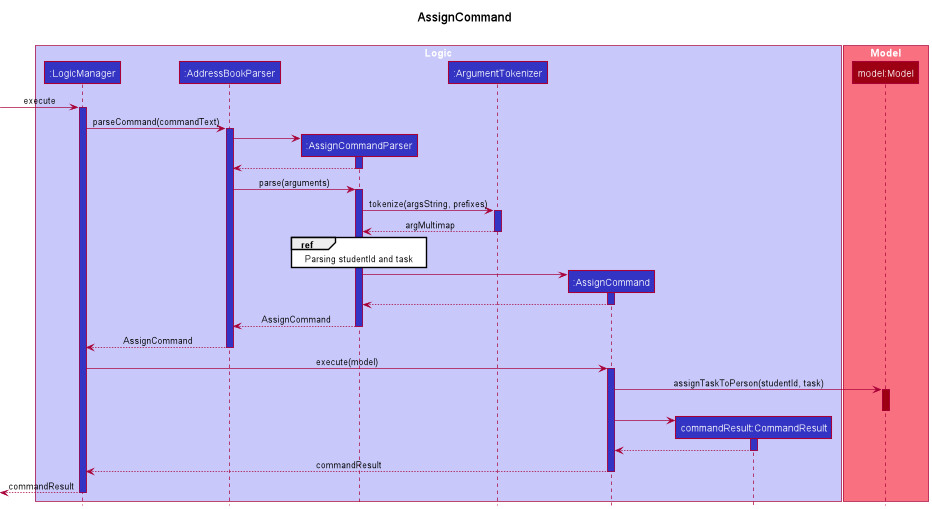 AssignCommand
Logic
Model
:LogicManager
:AddressBookParser
:ArgumentTokenizer
model:Model
execute
parseCommand(commandText)
:AssignCommandParser
parse(arguments)
tokenize(argsString, prefixes)
argMultimap
ref
Parsing studentId and task
:AssignCommand
AssignCommand
AssignCommand
execute(model)
assignTaskToPerson(studentId, task)
commandResult:CommandResult
commandResult
commandResult